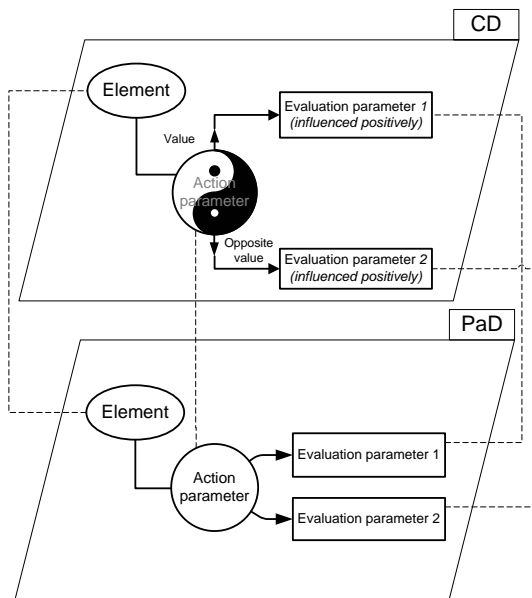 CD
Element
Evaluation parameter 1
(influenced positively)
Value
Action
parameter
Opposite
value
Evaluation parameter 2
(influenced positively)
PaD
Element
Action
parameter
Evaluation parameter 1
Evaluation parameter 2